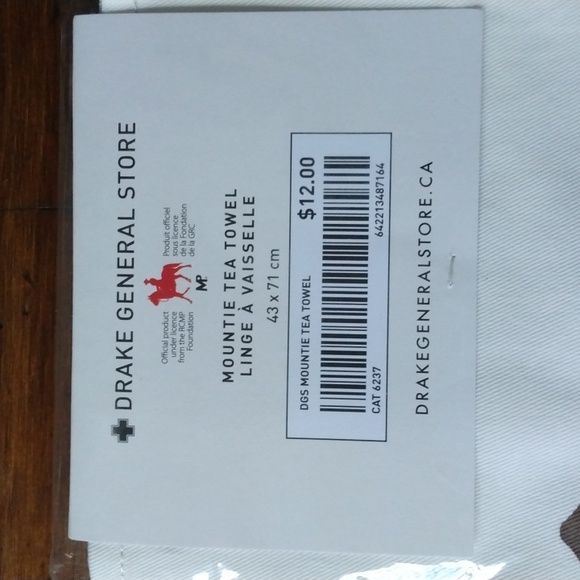 DRAKE GENERAL STORE
Official product
under licence
from the RCMP
Foundation
Produit officiel
sous licence
de la Fondation
de la GRC
MP
MOUNTIE TEA TOWEL
LINGE À VAISSELLE
43 x 71 cm
DGS MOUNTIE TEA TOWEL $12.00
CAT 6237 642213487164
DRAKEGENERALSTORE.CA